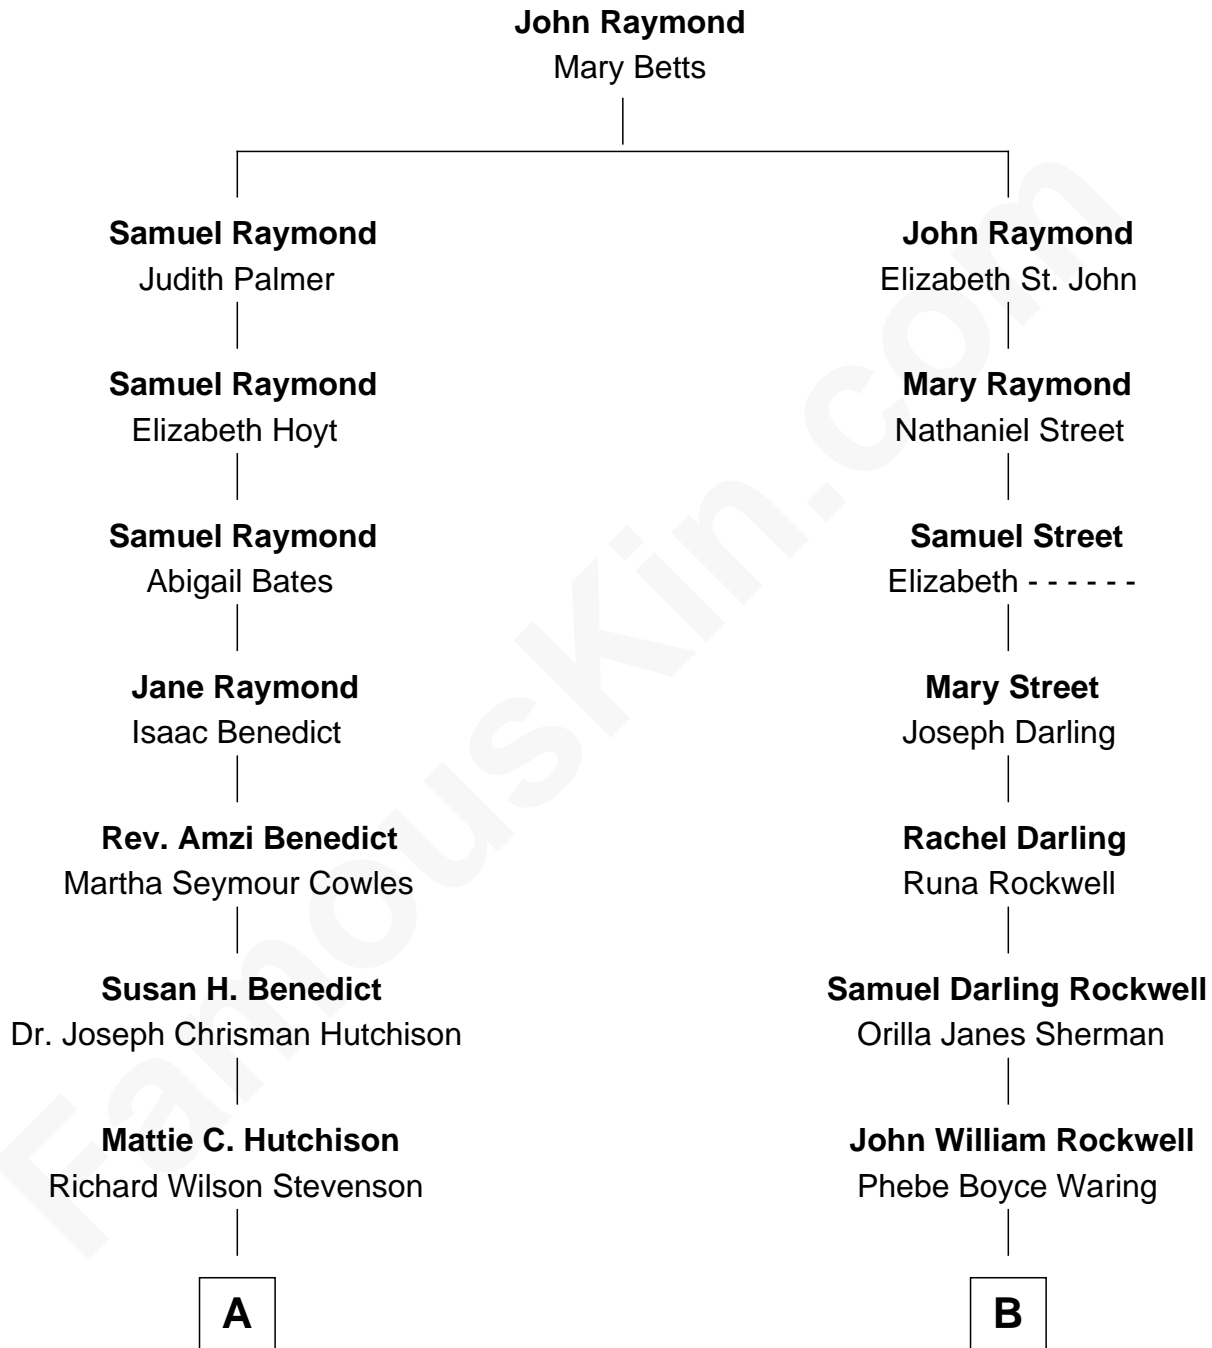 John Raymond
Mary Betts
Samuel Raymond
Judith Palmer
John Raymond
Elizabeth St. John
Samuel Raymond
Elizabeth Hoyt
Mary Raymond
Nathaniel Street
Samuel Raymond
Abigail Bates
Samuel Street
Elizabeth - - - - - -
Jane Raymond
Isaac Benedict
Mary Street
Joseph Darling
Rev. Amzi Benedict
Martha Seymour Cowles
Rachel Darling
Runa Rockwell
Susan H. Benedict
Dr. Joseph Chrisman Hutchison
Samuel Darling Rockwell
Orilla Janes Sherman
Mattie C. Hutchison
Richard Wilson Stevenson
John William Rockwell
Phebe Boyce Waring
A
B
FamousKin.com